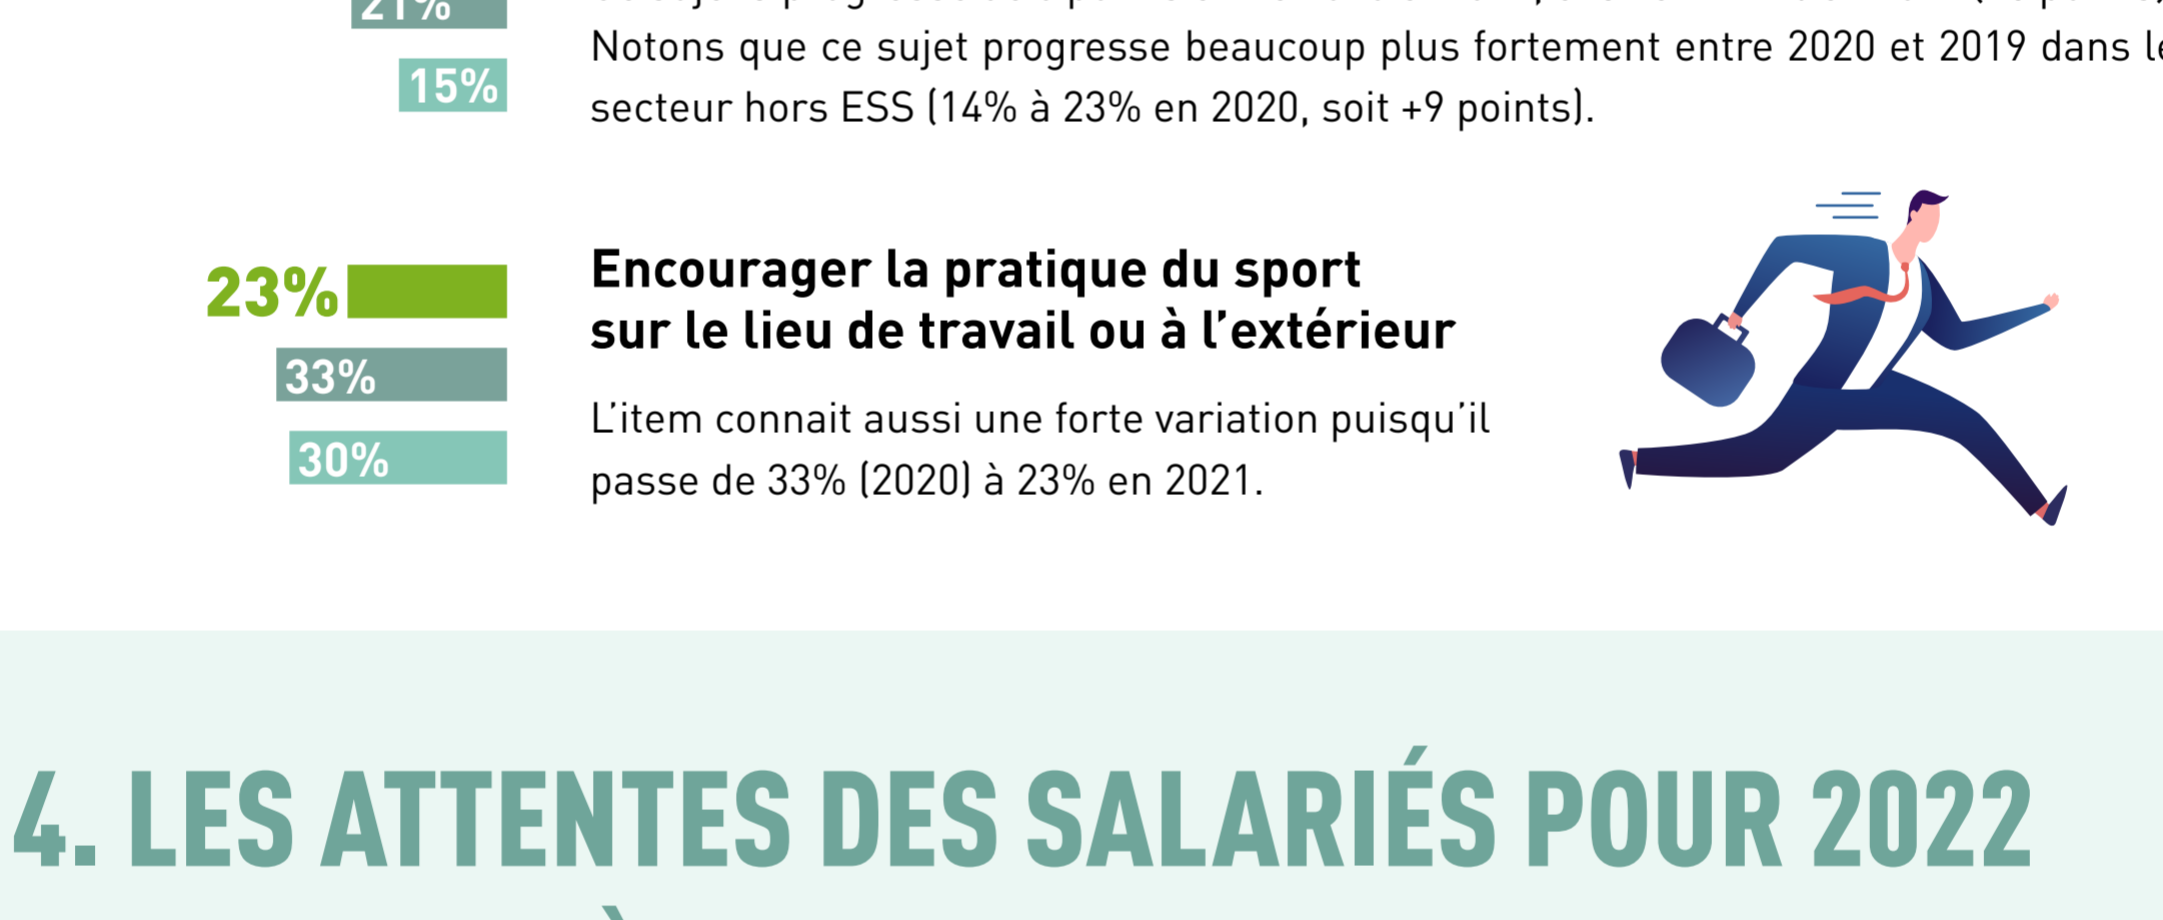 21%
Notons que ce sujet progresse beaucoup plus fortement entre 2020 et 2019 dans le
15%
secteur hors ESS (14% à 23% en 2020, soit +9 points).
23%
Encourager la pratique du sport
sur le lieu de travail ou à l’extérieur
33%
L’item connait aussi une forte variation puisqu’il
30%
passe de 33% (2020) à 23% en 2021.
4. LES ATTENTES DES SALARIÉS POUR 2022